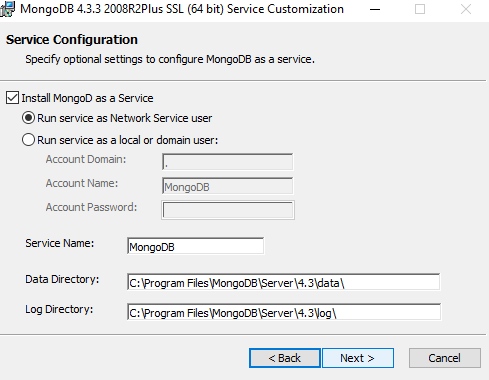 MongoDB 4.3.3 2008R2Plus SSL (64 bit) Service Customization
Service Configuration
Specify optional settings to configure MongoDB as a service.
Install MongoD as a Service
Run service as Network Service user
Run service as a local or domain user:
Account Domain: .
Account Name: MongoDB
Account Password:
Service Name: MongoDB
Data Directory: C:\Program Files\MongoDB\Server\4.3\data\
Log Directory: C:\Program Files\MongoDB\Server\4.3\log\
< Back Next > Cancel